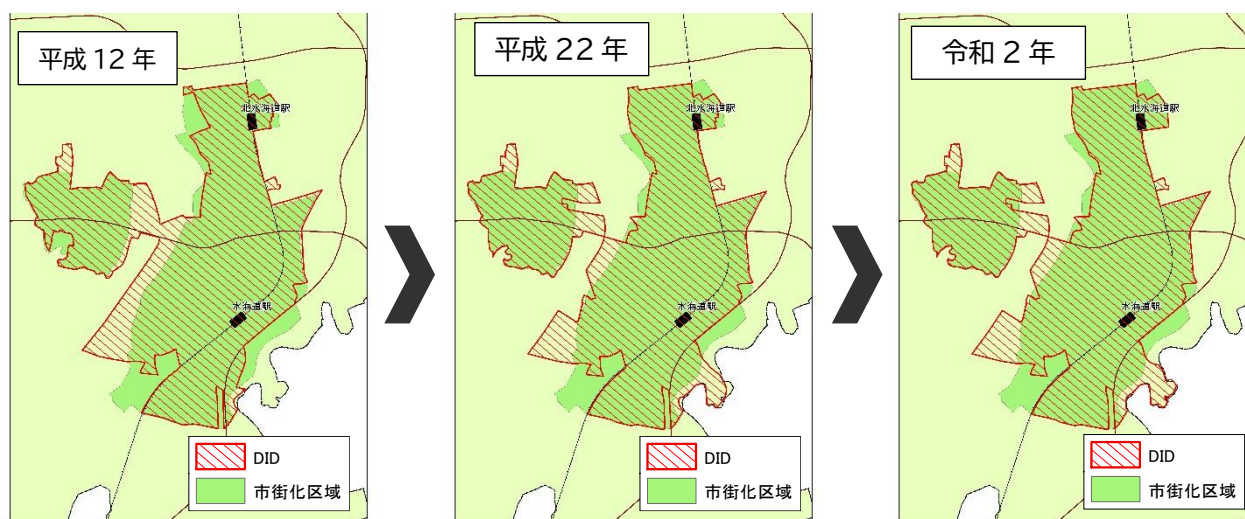 平成 12 年
北水海道駅
水海道駅
DID
市街化区域
平成 22 年
北水海道駅
水海道駅
DID
市街化区域
令和 2 年
北水海道駅
水海道駅
DID
市街化区域